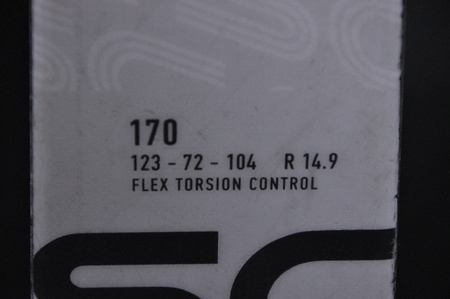 170
123 - 72 - 104 R 14.9
FLEX TORSION CONTROL